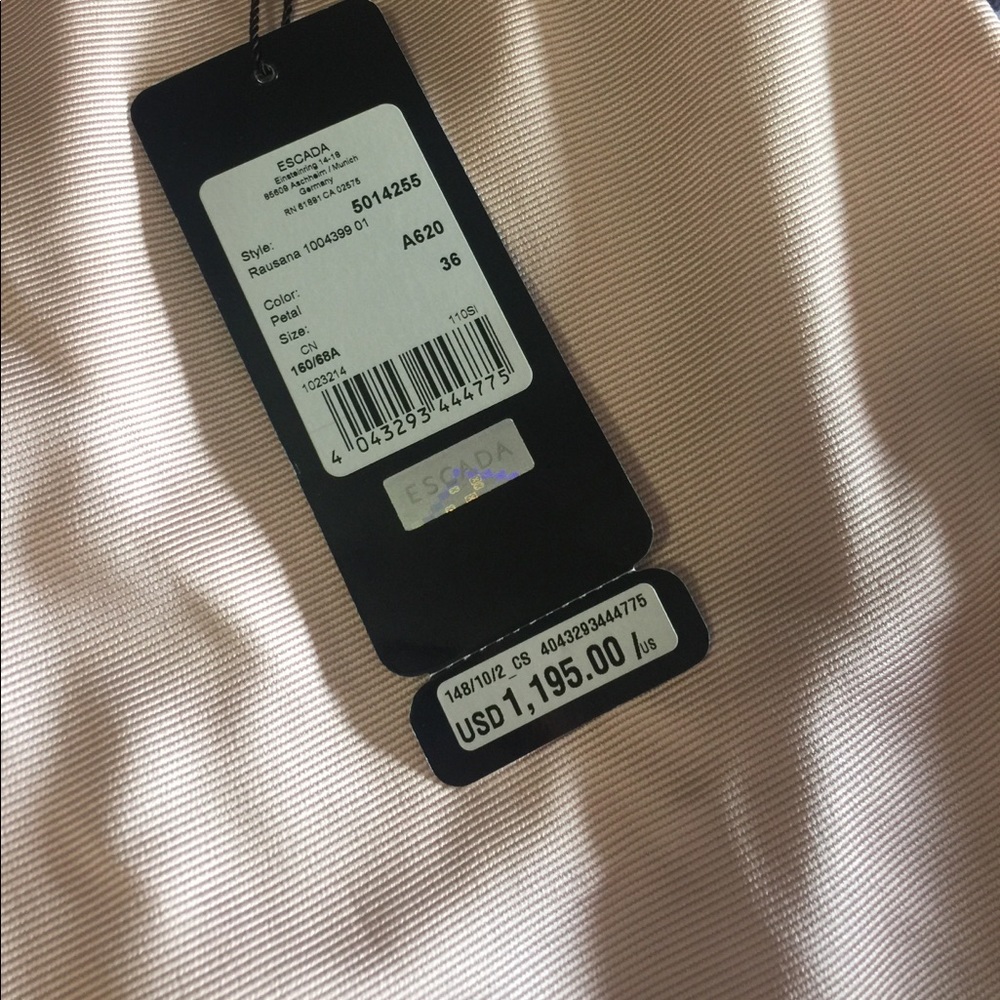 ESCADA
Einsteinring 14-18
85609 Aschheim / Munich
Germany
RN 61891 CA 02575
Style: 5014255
Rausana 1004399 01
Color: A620
Petal
Size: 36
CN
160/68A
1023214 110SI
4 043293 444775
ESCADA
148/10/2_CS 4043293444775
USD 1,195.00 /US